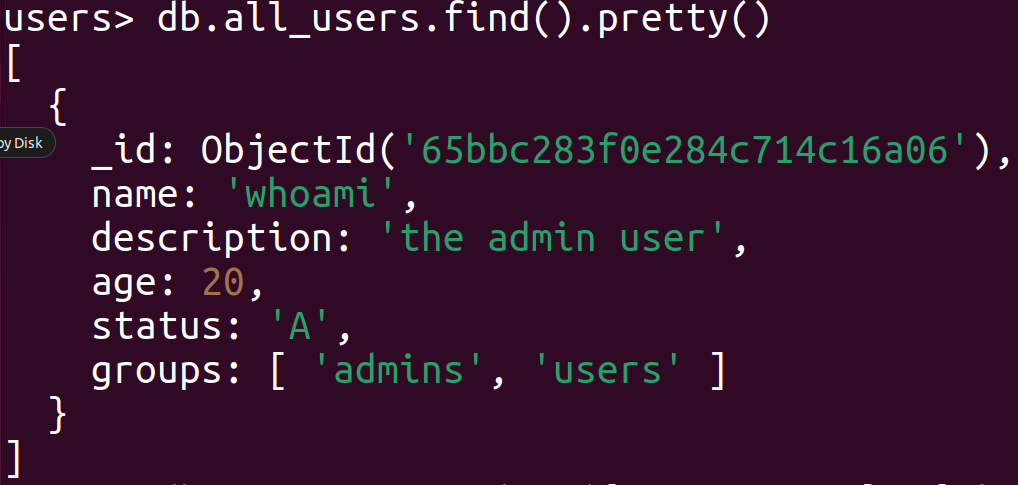 users> db.all_users.find().pretty()
[
{
oy Disk
_id: ObjectId('65bbc283f0e284c714c16a06'),
name: 'whoami',
description: 'the admin user',
age: 20,
status: 'A',
groups: [ 'admins', 'users' ]
}
]